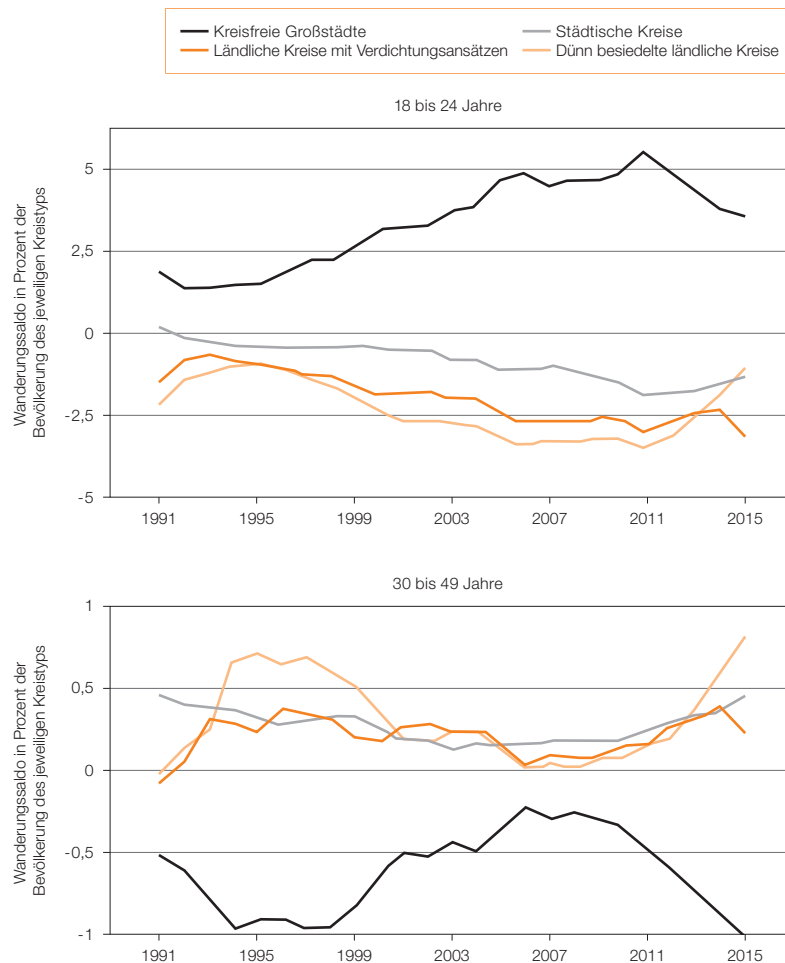 Kreisfreie Großstädte
Städtische Kreise
Ländliche Kreise mit Verdichtungsansätzen
Dünn besiedelte ländliche Kreise
18 bis 24 Jahre
Wanderungssaldo in Prozent der
Bevölkerung des jeweiligen Kreistyps
5
2,5
0
-2,5
-5
1991 1995 1999 2003 2007 2011 2015
30 bis 49 Jahre
Wanderungssaldo in Prozent der
Bevölkerung des jeweiligen Kreistyps
1
0,5
0
-0,5
-1
1991 1995 1999 2003 2007 2011 2015